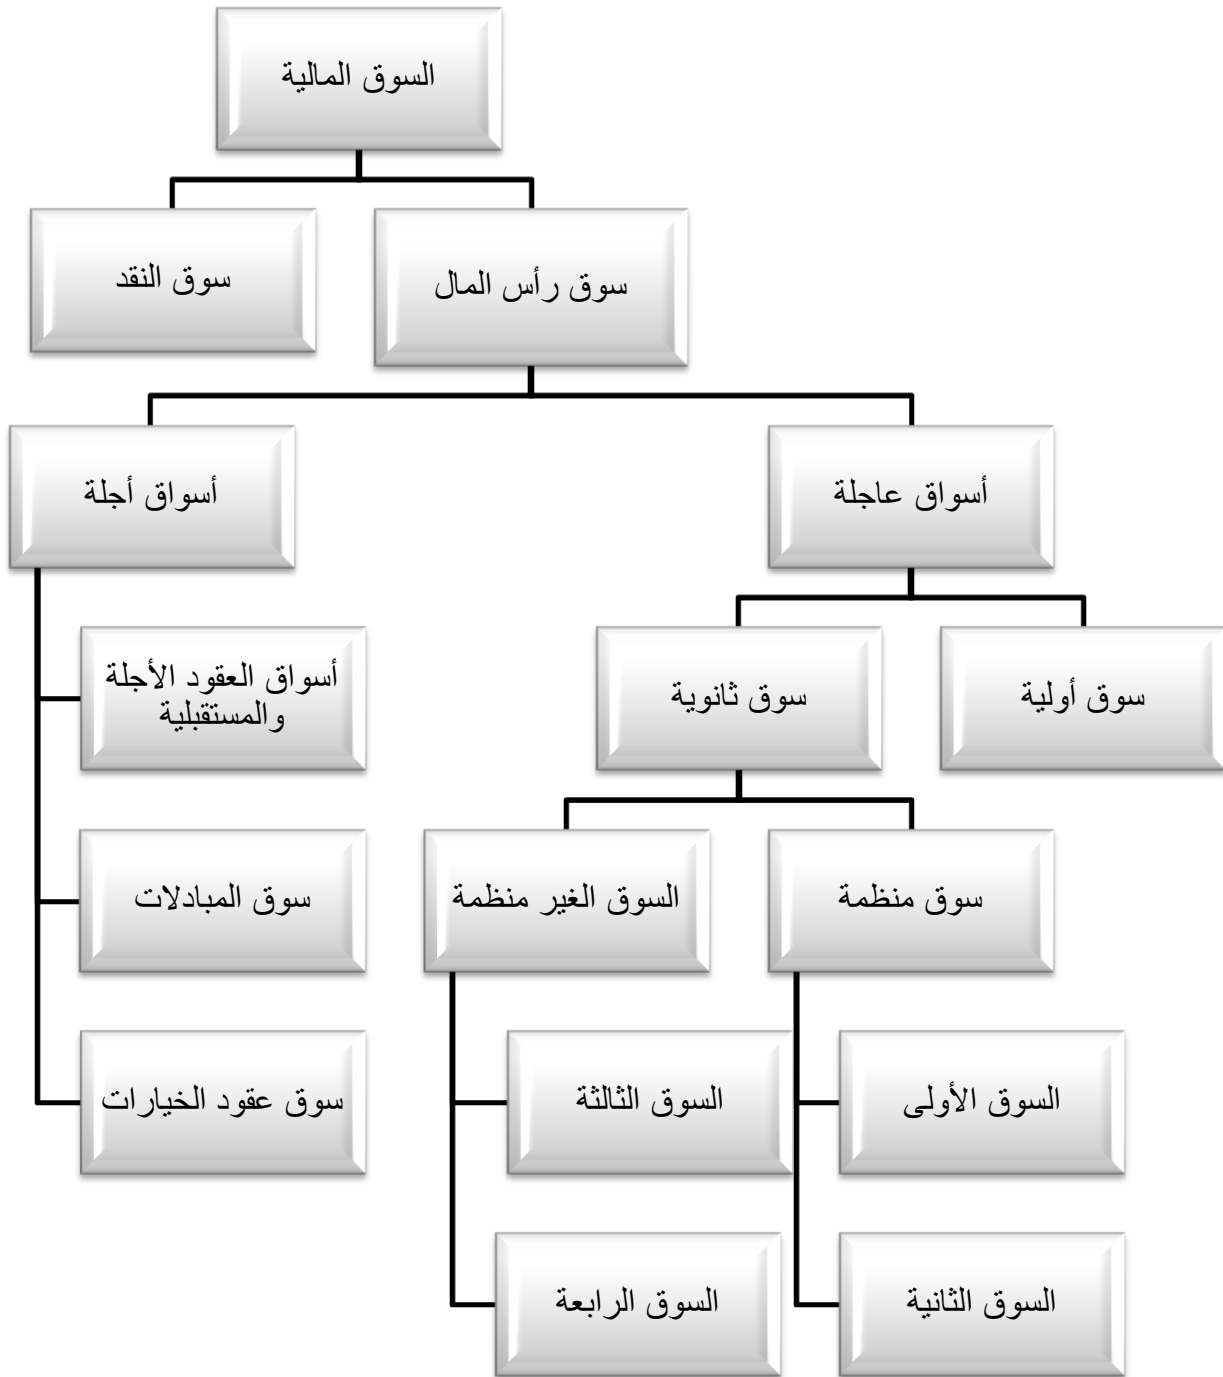 السوق المالية
سوق رأس المال
سوق النقد
أسواق عاجلة
أسواق أجلة
سوق أولية
سوق ثانوية
أسواق العقود الأجلة
والمستقبلية
سوق منظمة
السوق الغير منظمة
سوق المبادلات
السوق الأولى
السوق الثالثة
سوق عقود الخيارات
السوق الثانية
السوق الرابعة